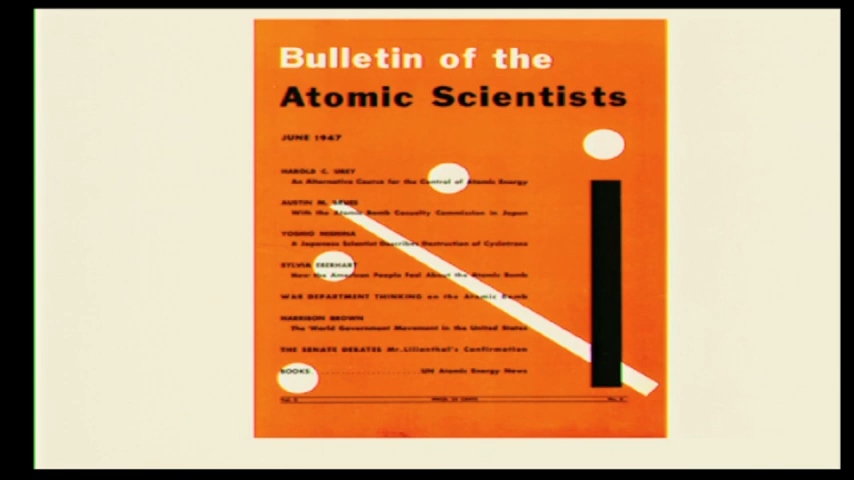 Bulletin of the
Atomic Scientists
JUNE 1947
HAROLD C. UREY
An Alternative Course for the Control of Atomic Energy
AUSTIN M. BRUES
With the Atomic Bomb Casualty Commission in Japan
YOSHIO NISHINA
A Japanese Scientist Describes Destruction of Cyclotrons
SYLVIA EBERHART
How the American People Feel About the Atomic Bomb
WAR DEPARTMENT THINKING on the Atomic Bomb
HARRISON BROWN
The World Government Movement in the United States
THE SENATE DEBATES Mr. Lilienthal's Confirmation
BOOKS UN Atomic Energy News